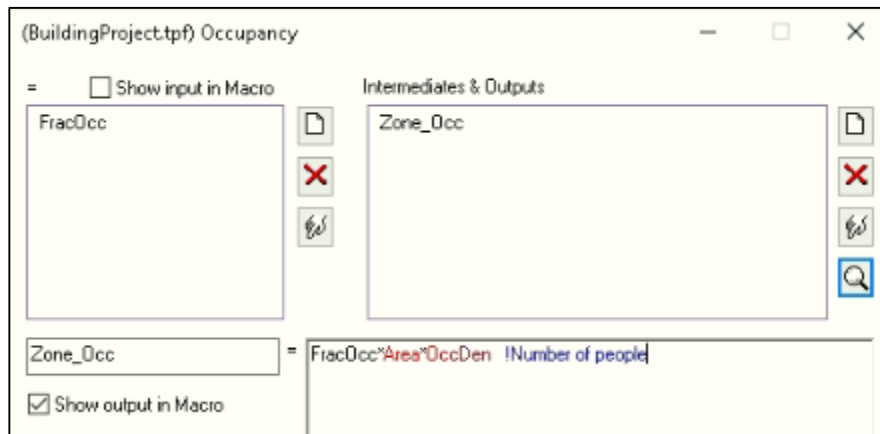 (BuildingProject.tpf) Occupancy
= Show input in Macro
Intermediates & Outputs
FracOcc
Zone_Occ
Zone_Occ = FracOcc*Area*OccDen !Number of people
Show output in Macro